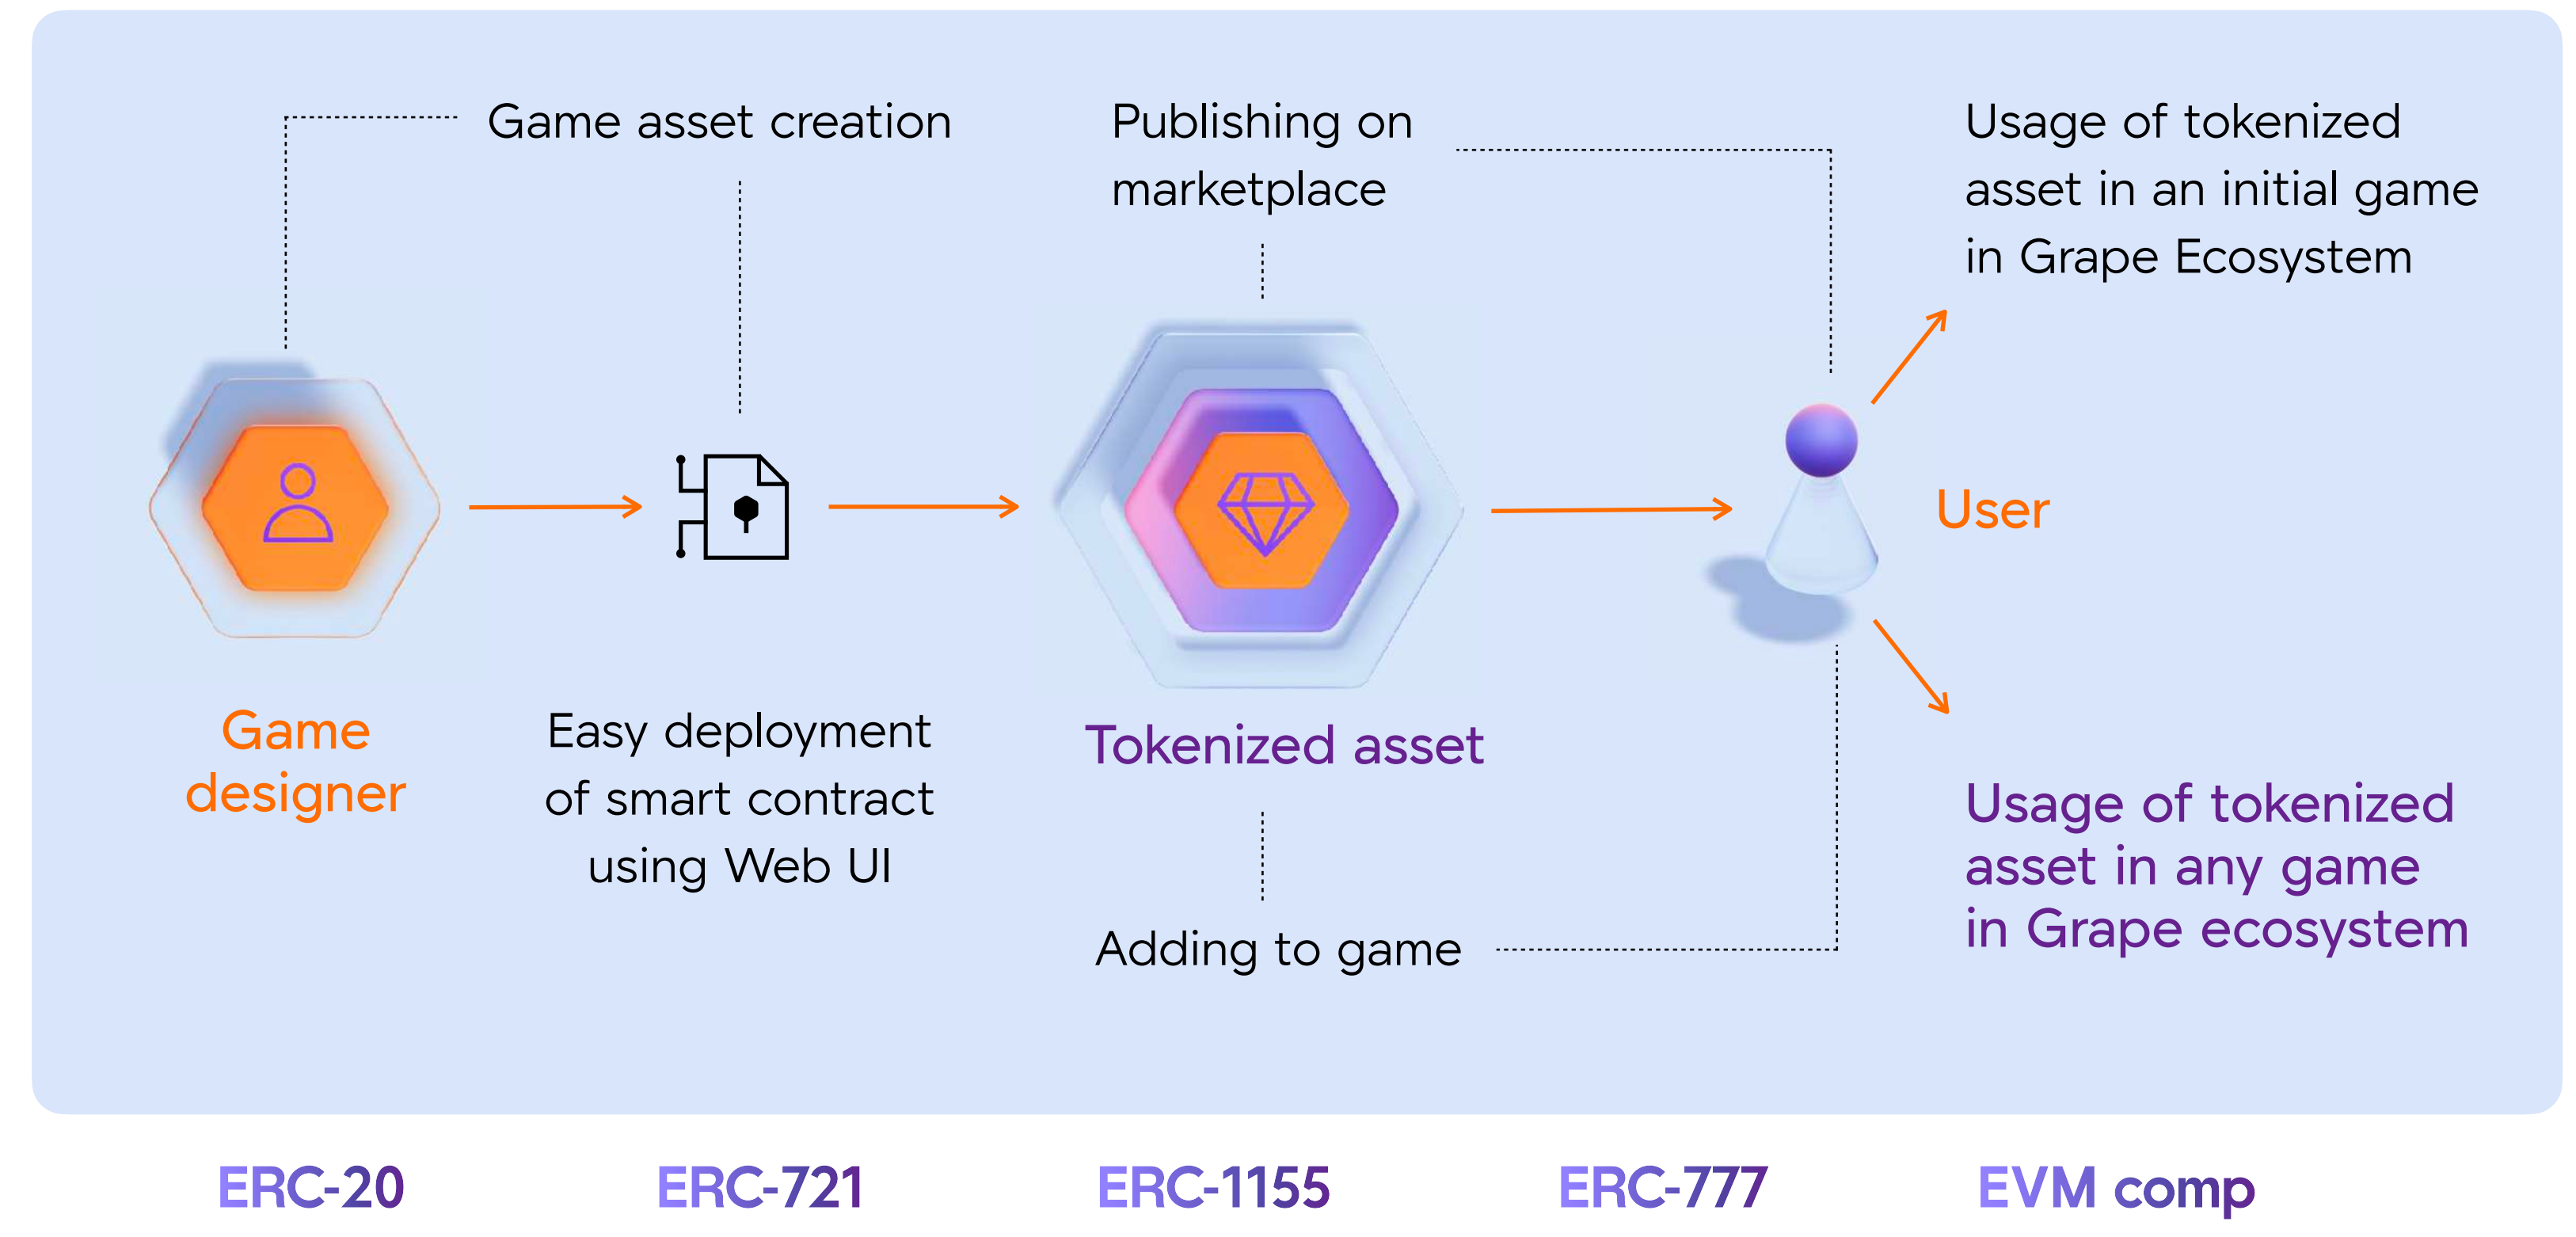 Game asset creation
Publishing on
marketplace
Usage of tokenized
asset in an initial game
in Grape Ecosystem
User
Game
designer
Easy deployment
of smart contract
using Web UI
Tokenized asset
Adding to game
Usage of tokenized
asset in any game
in Grape ecosystem
ERC-20
ERC-721
ERC-1155
ERC-777
EVM comp